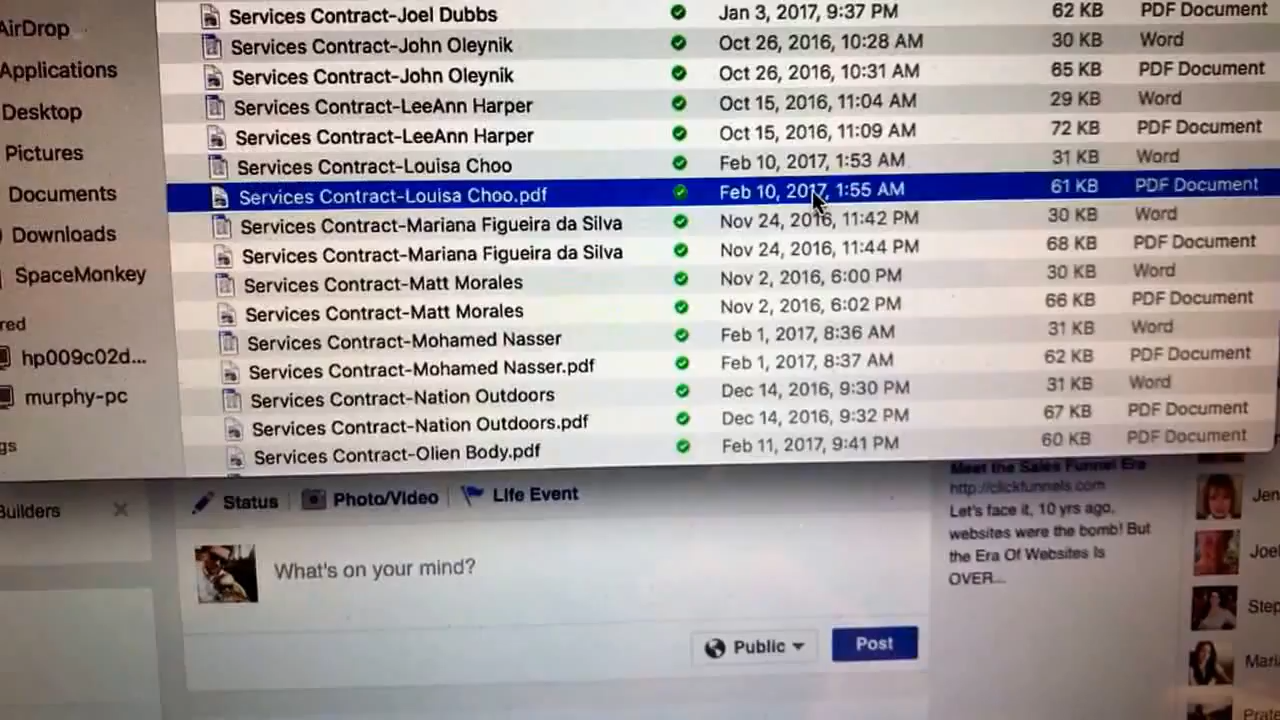 Services Contract-Joel Dubbs Jan 3, 2017, 9:37 PM 62 KB PDF Document
AirDrop
Services Contract-John Oleynik Oct 26, 2016, 10:28 AM 30 KB Word
Applications
Services Contract-John Oleynik Oct 26, 2016, 10:31 AM 65 KB PDF Document
Desktop
Services Contract-LeeAnn Harper Oct 15, 2016, 11:04 AM 29 KB Word
Services Contract-LeeAnn Harper Oct 15, 2016, 11:09 AM 72 KB PDF Document
Pictures
Services Contract-Louisa Choo Feb 10, 2017, 1:53 AM 31 KB Word
Documents
Services Contract-Louisa Choo.pdf Feb 10, 2017, 1:55 AM 61 KB PDF Document
Downloads
Services Contract-Mariana Figueira da Silva Nov 24, 2016, 11:42 PM 30 KB Word
Services Contract-Mariana Figueira da Silva Nov 24, 2016, 11:44 PM 68 KB PDF Document
SpaceMonkey
Services Contract-Matt Morales Nov 2, 2016, 6:00 PM 30 KB Word
Services Contract-Matt Morales Nov 2, 2016, 6:02 PM 66 KB PDF Document
red
Services Contract-Mohamed Nasser Feb 1, 2017, 8:36 AM 31 KB Word
hp009c02d...
Services Contract-Mohamed Nasser.pdf Feb 1, 2017, 8:37 AM 62 KB PDF Document
murphy-pc
Services Contract-Nation Outdoors Dec 14, 2016, 9:30 PM 31 KB Word
Services Contract-Nation Outdoors.pdf Dec 14, 2016, 9:32 PM 67 KB PDF Document
gs
Services Contract-Olien Body.pdf Feb 11, 2017, 9:41 PM 60 KB PDF Document
Builders
Status Photo/Video Life Event
What's on your mind?
Public Post
Meet the Sales Funnel Era
http://clickfunnels.com
Let's face it, 10 yrs ago,
websites were the bomb! But
the Era Of Websites Is
OVER...
Jen
Joel
Step
Mari
Prate